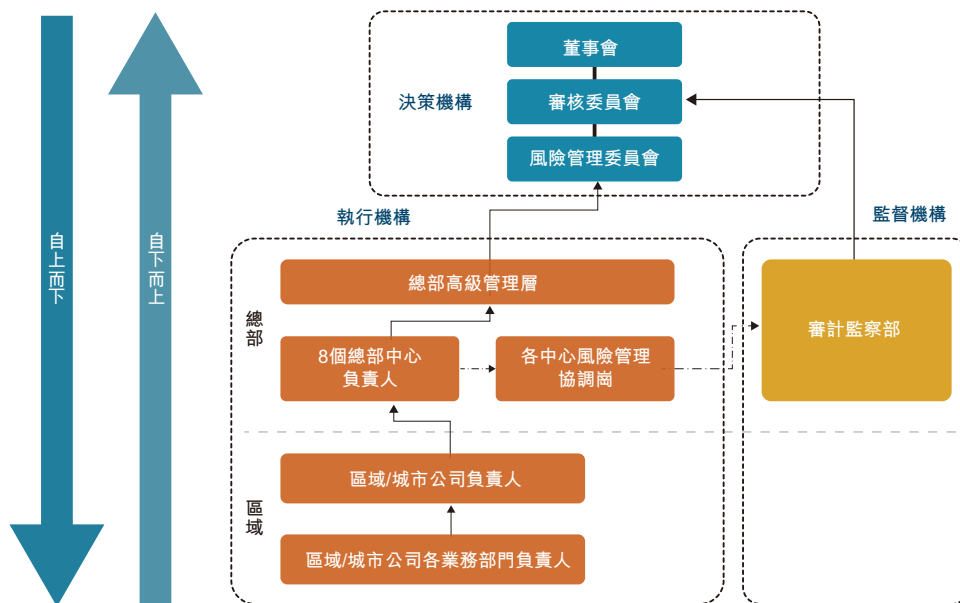 董事會
決策機構
審核委員會
風險管理委員會
執行機構
監督機構
自上而下
自下而上
總部
總部高級管理層
8個總部中心
負責人
各中心風險管理
協調崗
審計監察部
區域
區域/城市公司負責人
區域/城市公司各業務部門負責人